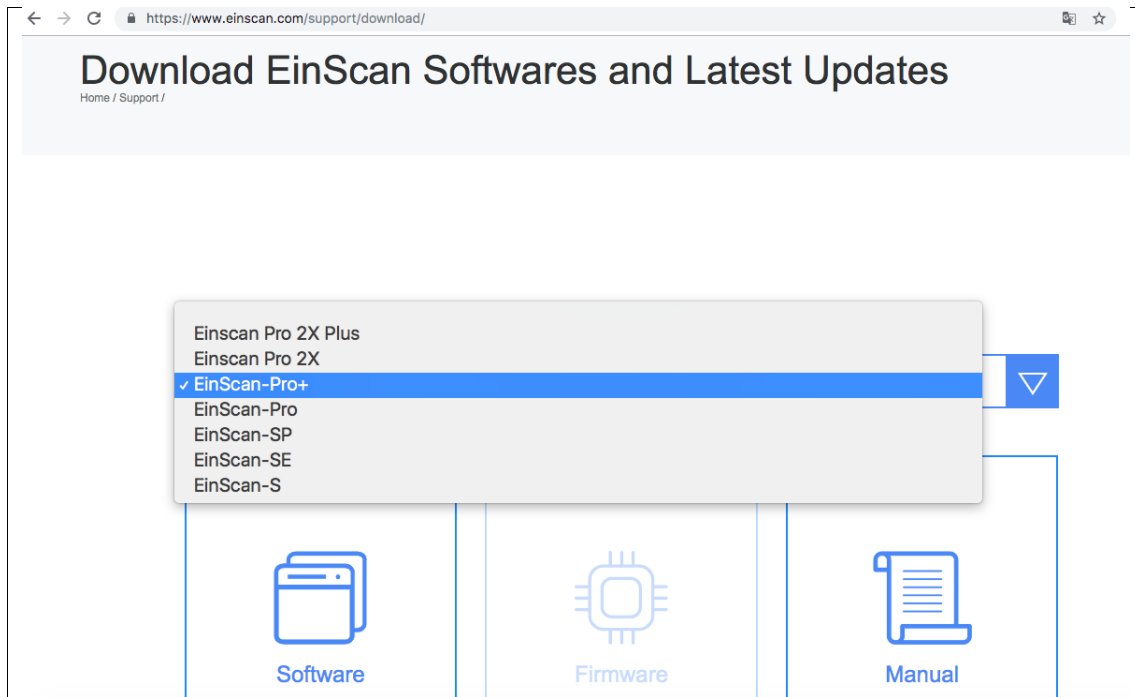 https://www.einscan.com/support/download/
Download EinScan Softwares and Latest Updates
Home / Support /
Einscan Pro 2X Plus
Einscan Pro 2X
✓ EinScan-Pro+
EinScan-Pro
EinScan-SP
EinScan-SE
EinScan-S
Software Firmware Manual